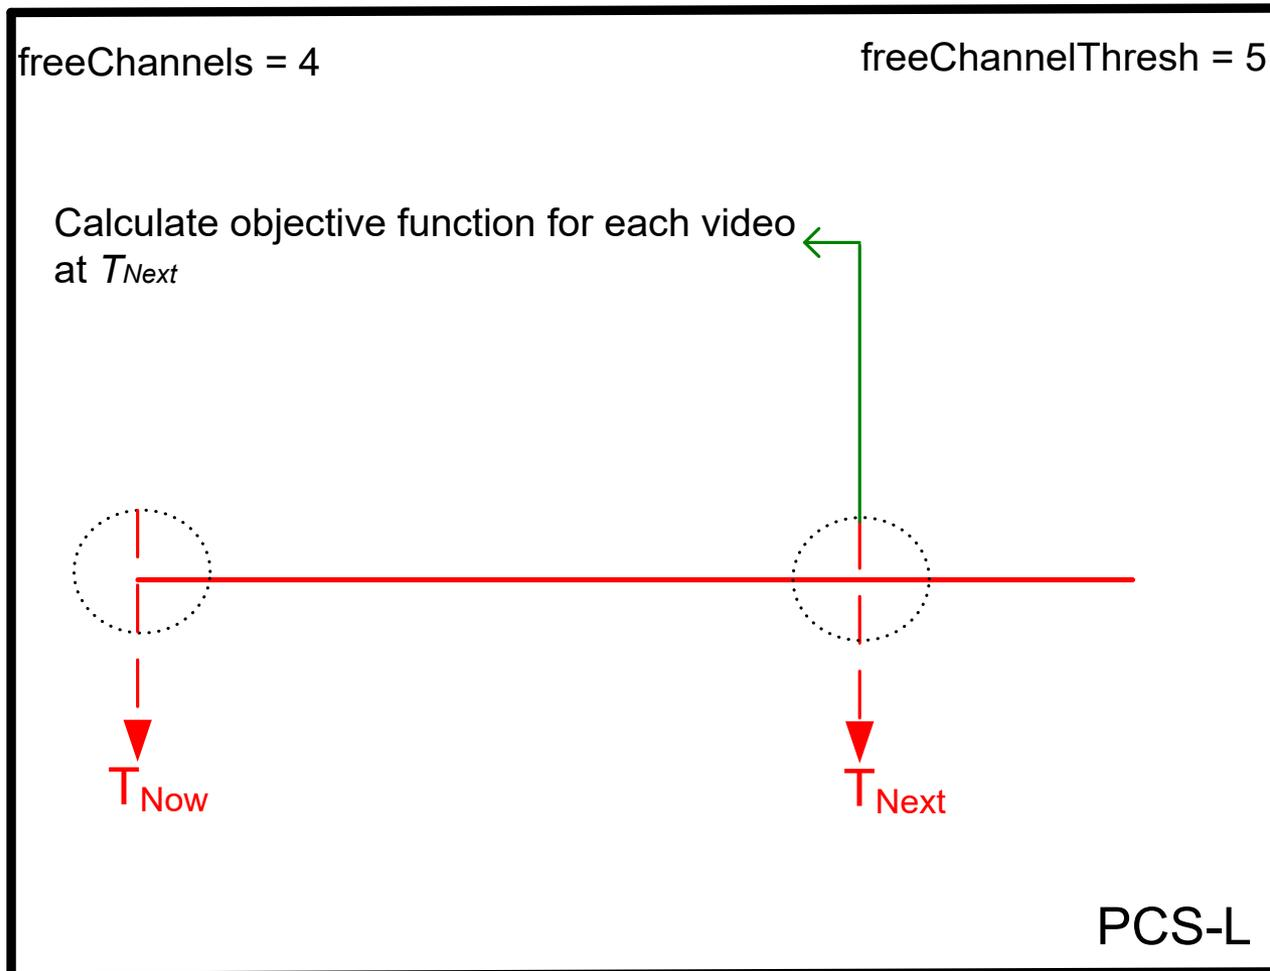 freeChannels = 4
freeChannelThresh = 5
Calculate objective function for each video
at TNext
TNow
TNext
PCS-L